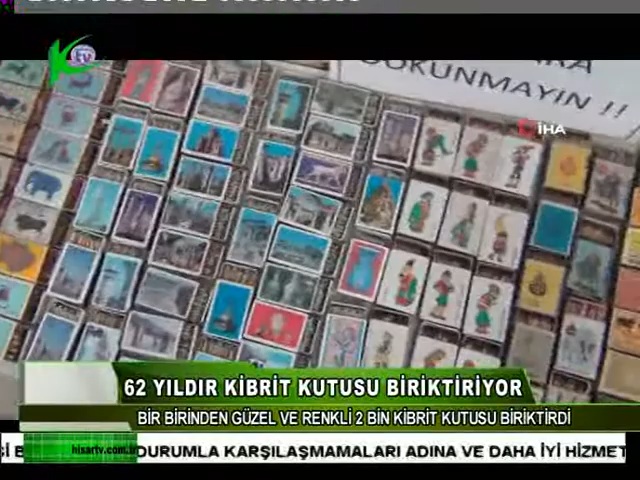 tv
DOKUNMAYIN !!
İHA
62 YILDIR KİBRİT KUTUSU BİRİKTİRİYOR
BİR BİRİNDEN GÜZEL VE RENKLİ 2 BİN KİBRİT KUTUSU BİRİKTİRDİ
hisartv.com.tr DURUMLA KARŞILAŞMAMALARI ADINA VE DAHA İYİ HİZMET